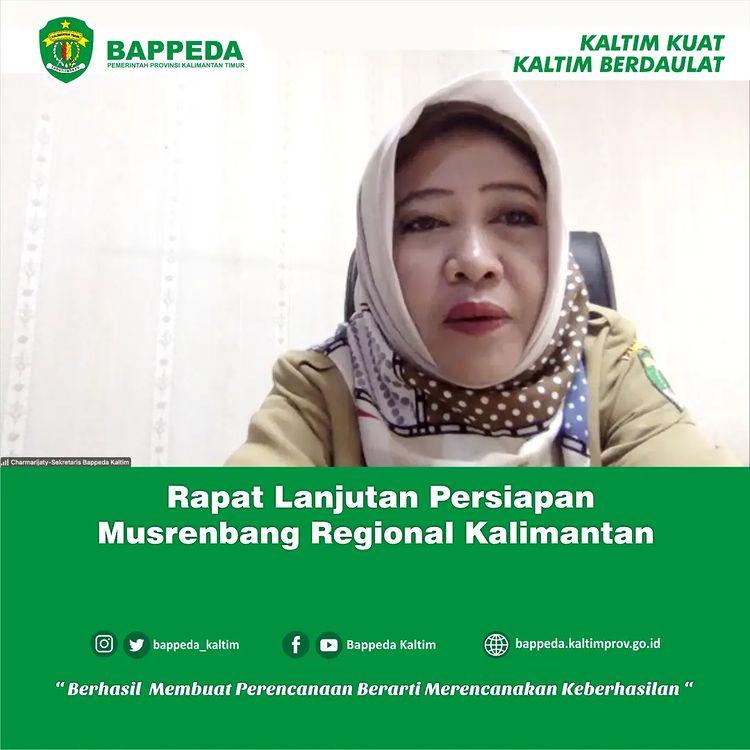 BAPPEDA
PEMERINTAH PROVINSI KALIMANTAN TIMUR
KALTIM KUAT
KALTIM BERDAULAT
Charmarijaty-Sekretaris Bappeda Kaltim
Rapat Lanjutan Persiapan
Musrenbang Regional Kalimantan
bappeda_kaltim
Bappeda Kaltim
bappeda.kaltimprov.go.id
“ Berhasil Membuat Perencanaan Berarti Merencanakan Keberhasilan “